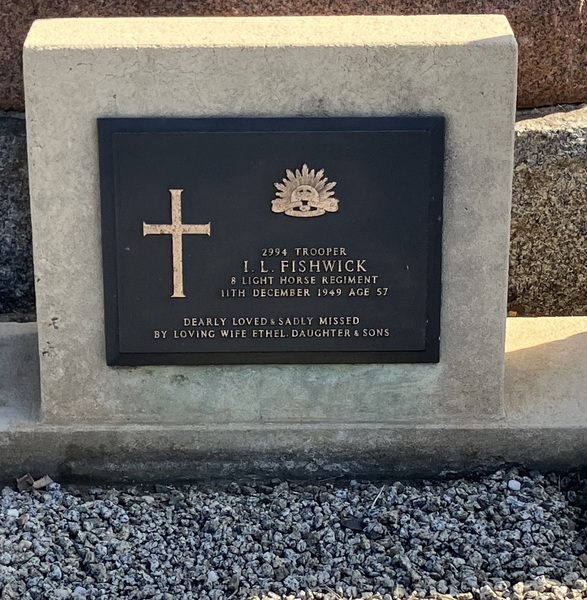 2994 TROOPER
I. L. FISHWICK
8 LIGHT HORSE REGIMENT
11TH DECEMBER 1949 AGE 57
DEARLY LOVED & SADLY MISSED
BY LOVING WIFE ETHEL. DAUGHTER & SONS